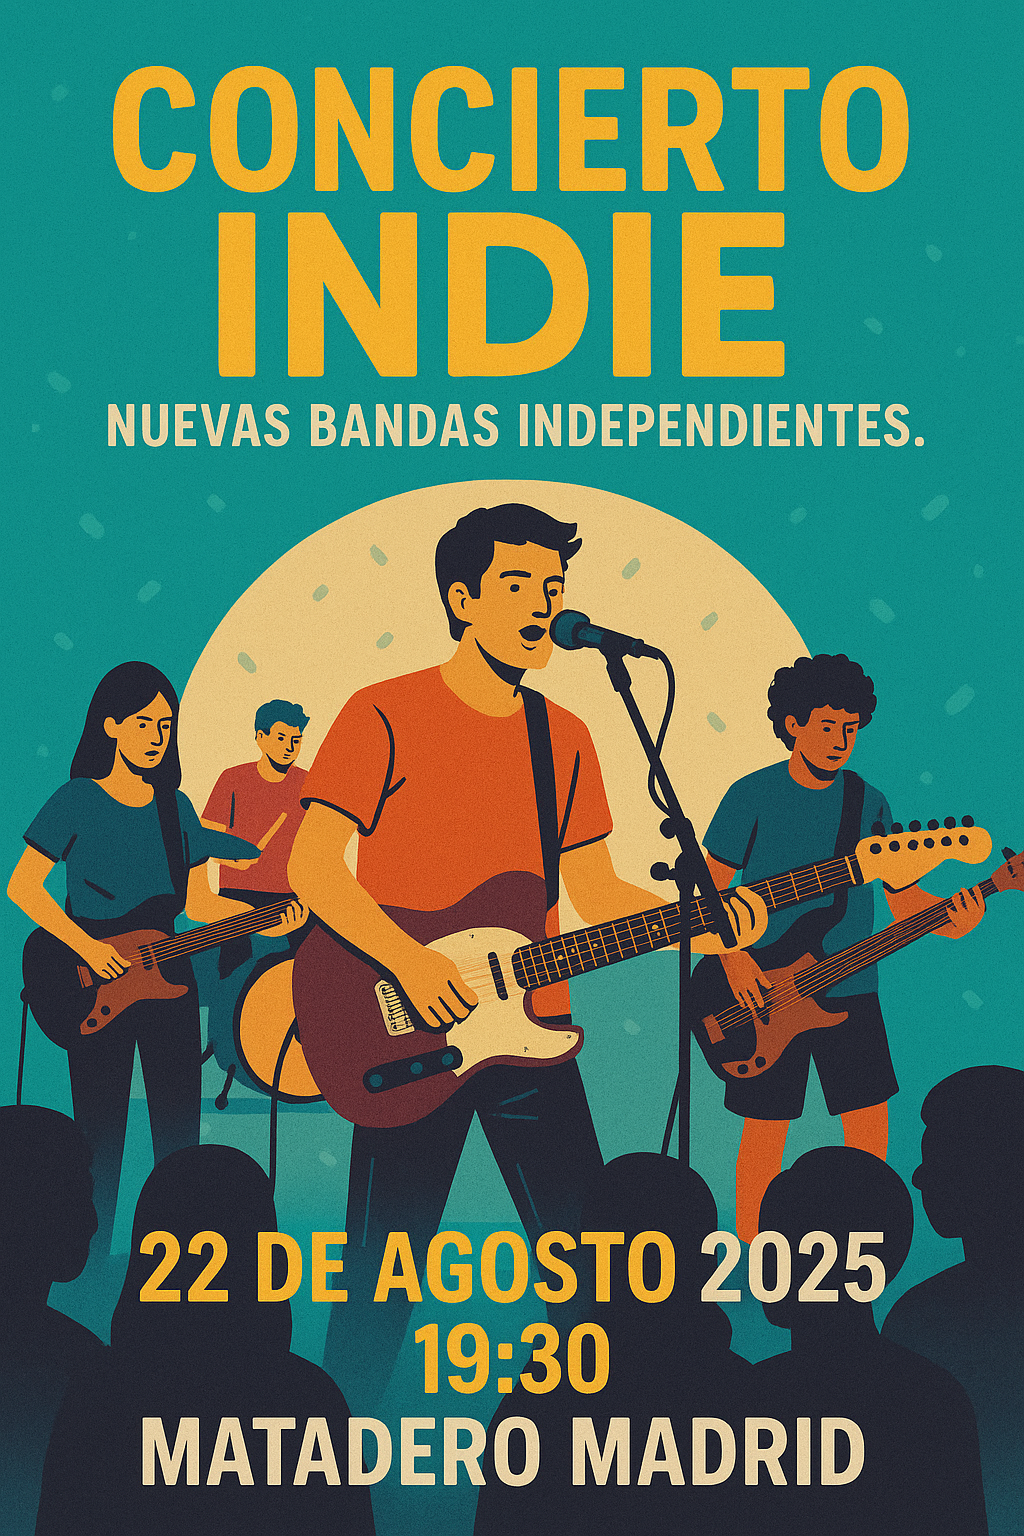 CONCIERTO
INDIE
NUEVAS BANDAS INDEPENDIENTES.
22 DE AGOSTO 2025
19:30
MATADERO MADRID